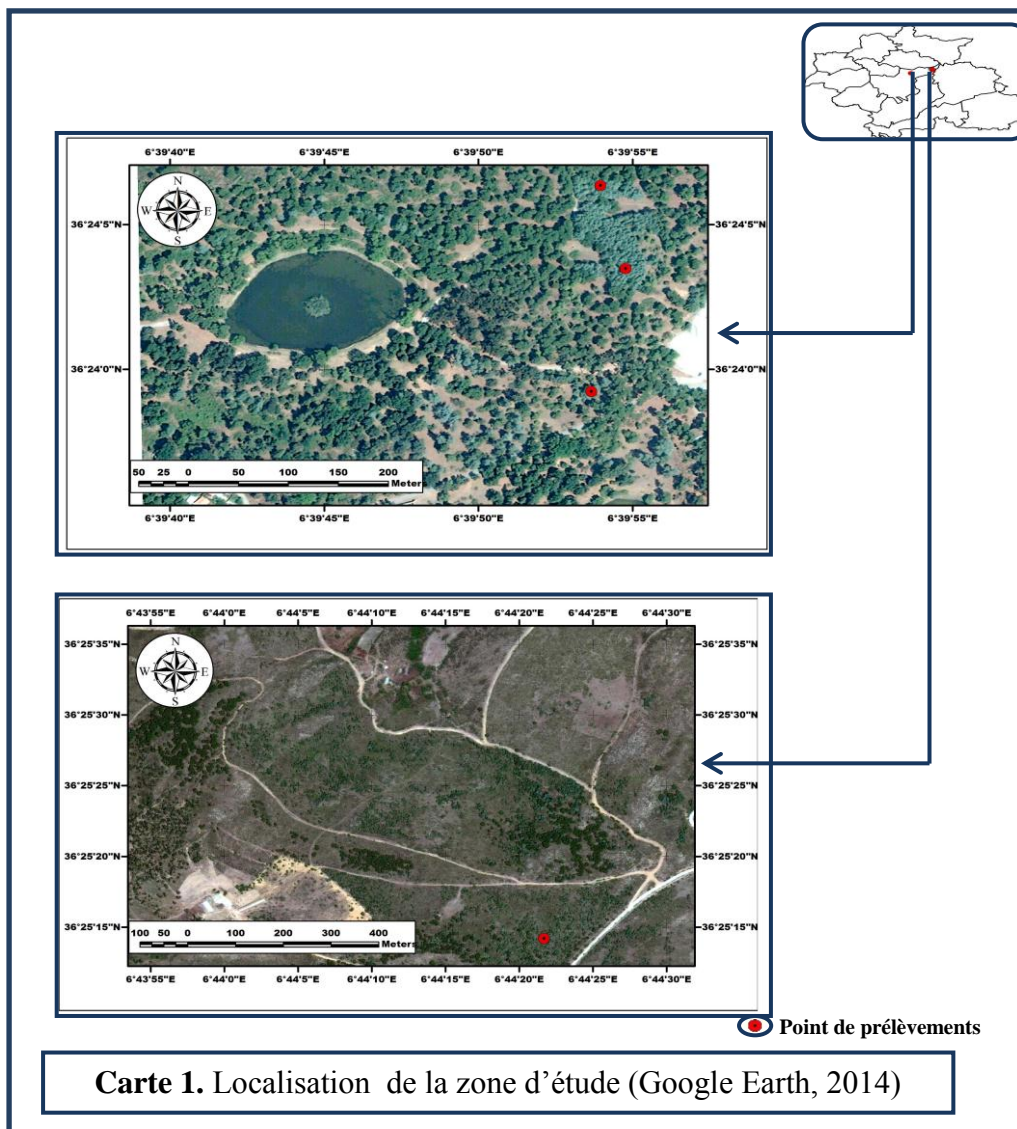 6°39'40"E 6°39'45"E 6°39'50"E 6°39'55"E
N
W E
S
36°24'5"N 36°24'5"N
36°24'0"N 36°24'0"N
50 25 0 50 100 150 200
Meter
6°39'40"E 6°39'45"E 6°39'50"E 6°39'55"E
6°43'55"E 6°44'0"E 6°44'5"E 6°44'10"E 6°44'15"E 6°44'20"E 6°44'25"E 6°44'30"E
36°25'35"N 36°25'35"N
N
W E
S
36°25'30"N 36°25'30"N
36°25'25"N 36°25'25"N
36°25'20"N 36°25'20"N
36°25'15"N 36°25'15"N
100 50 0 100 200 300 400
Meters
6°43'55"E 6°44'0"E 6°44'5"E 6°44'10"E 6°44'15"E 6°44'20"E 6°44'25"E 6°44'30"E
Point de prélèvements
Carte 1. Localisation de la zone d'étude (Google Earth, 2014)